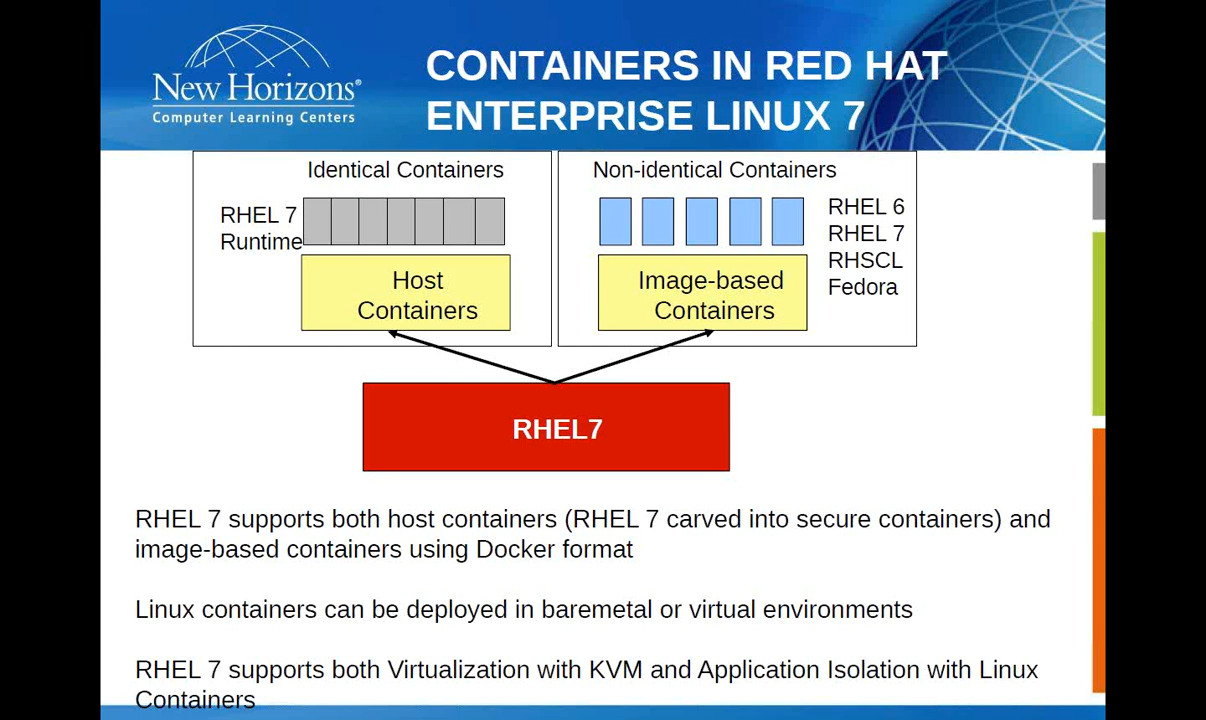 New Horizons®
Computer Learning Centers
CONTAINERS IN RED HAT
ENTERPRISE LINUX 7
Identical Containers
RHEL 7
Runtime
Host
Containers
Non-identical Containers
RHEL 6
RHEL 7
RHSCL
Fedora
Image-based
Containers
RHEL7
RHEL 7 supports both host containers (RHEL 7 carved into secure containers) and
image-based containers using Docker format
Linux containers can be deployed in baremetal or virtual environments
RHEL 7 supports both Virtualization with KVM and Application Isolation with Linux
Containers